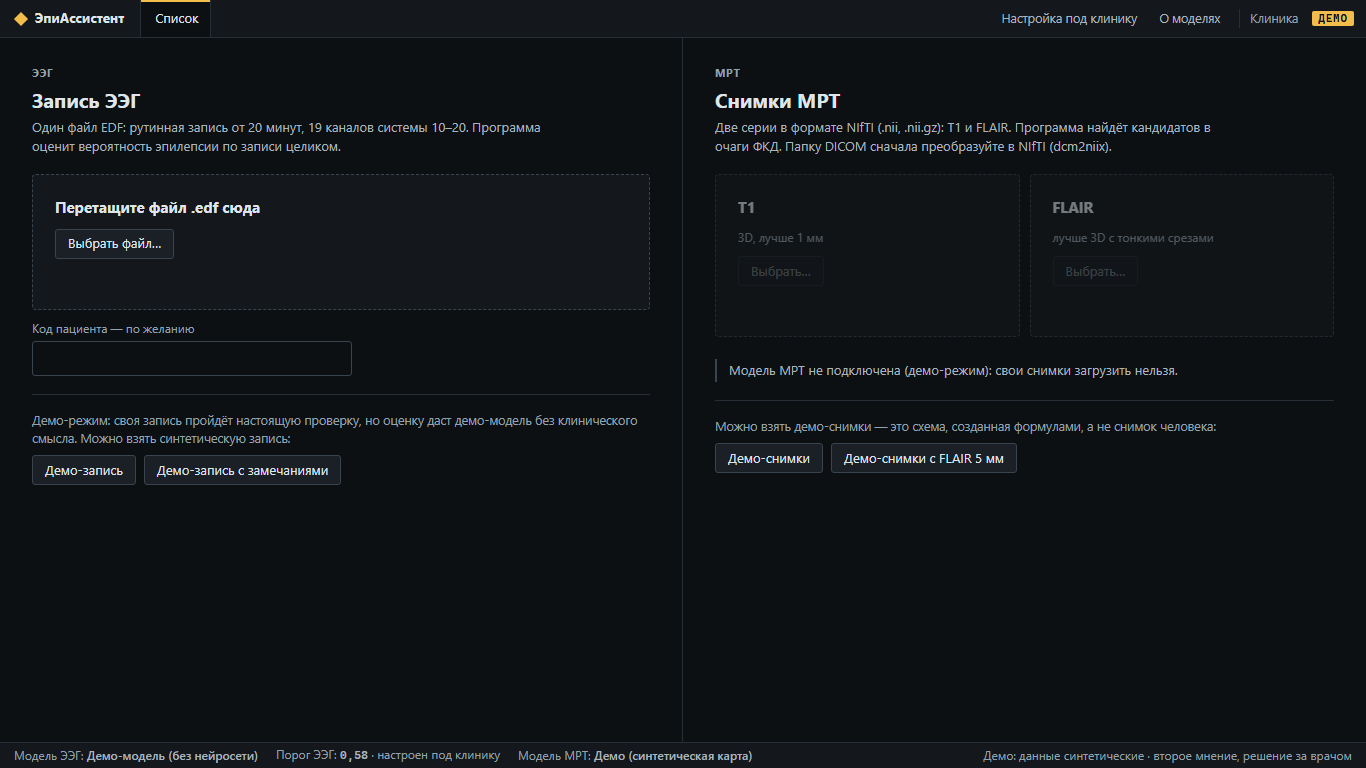 ЭпиАссистент
Список
Настройка под клинику
О моделях
Клиника
ДЕМО
ЭЭГ
Запись ЭЭГ
Один файл EDF: рутинная запись от 20 минут, 19 каналов системы 10–20. Программа
оценит вероятность эпилепсии по записи целиком.
Перетащите файл .edf сюда
Выбрать файл...
Код пациента — по желанию
Демо-режим: своя запись пройдёт настоящую проверку, но оценку даст демо-модель без клинического
смысла. Можно взять синтетическую запись:
Демо-запись
Демо-запись с замечаниями
МРТ
Снимки МРТ
Две серии в формате NIfTI (.nii, .nii.gz): T1 и FLAIR. Программа найдёт кандидатов в
очаги ФКД. Папку DICOM сначала преобразуйте в NIfTI (dcm2niix).
T1
3D, лучше 1 мм
Выбрать...
FLAIR
лучше 3D с тонкими срезами
Выбрать...
Модель МРТ не подключена (демо-режим): свои снимки загрузить нельзя.
Можно взять демо-снимки — это схема, созданная формулами, а не снимок человека:
Демо-снимки
Демо-снимки с FLAIR 5 мм
Модель ЭЭГ: Демо-модель (без нейросети)
Порог ЭЭГ: 0,58 · настроен под клинику
Модель МРТ: Демо (синтетическая карта)
Демо: данные синтетические · второе мнение, решение за врачом